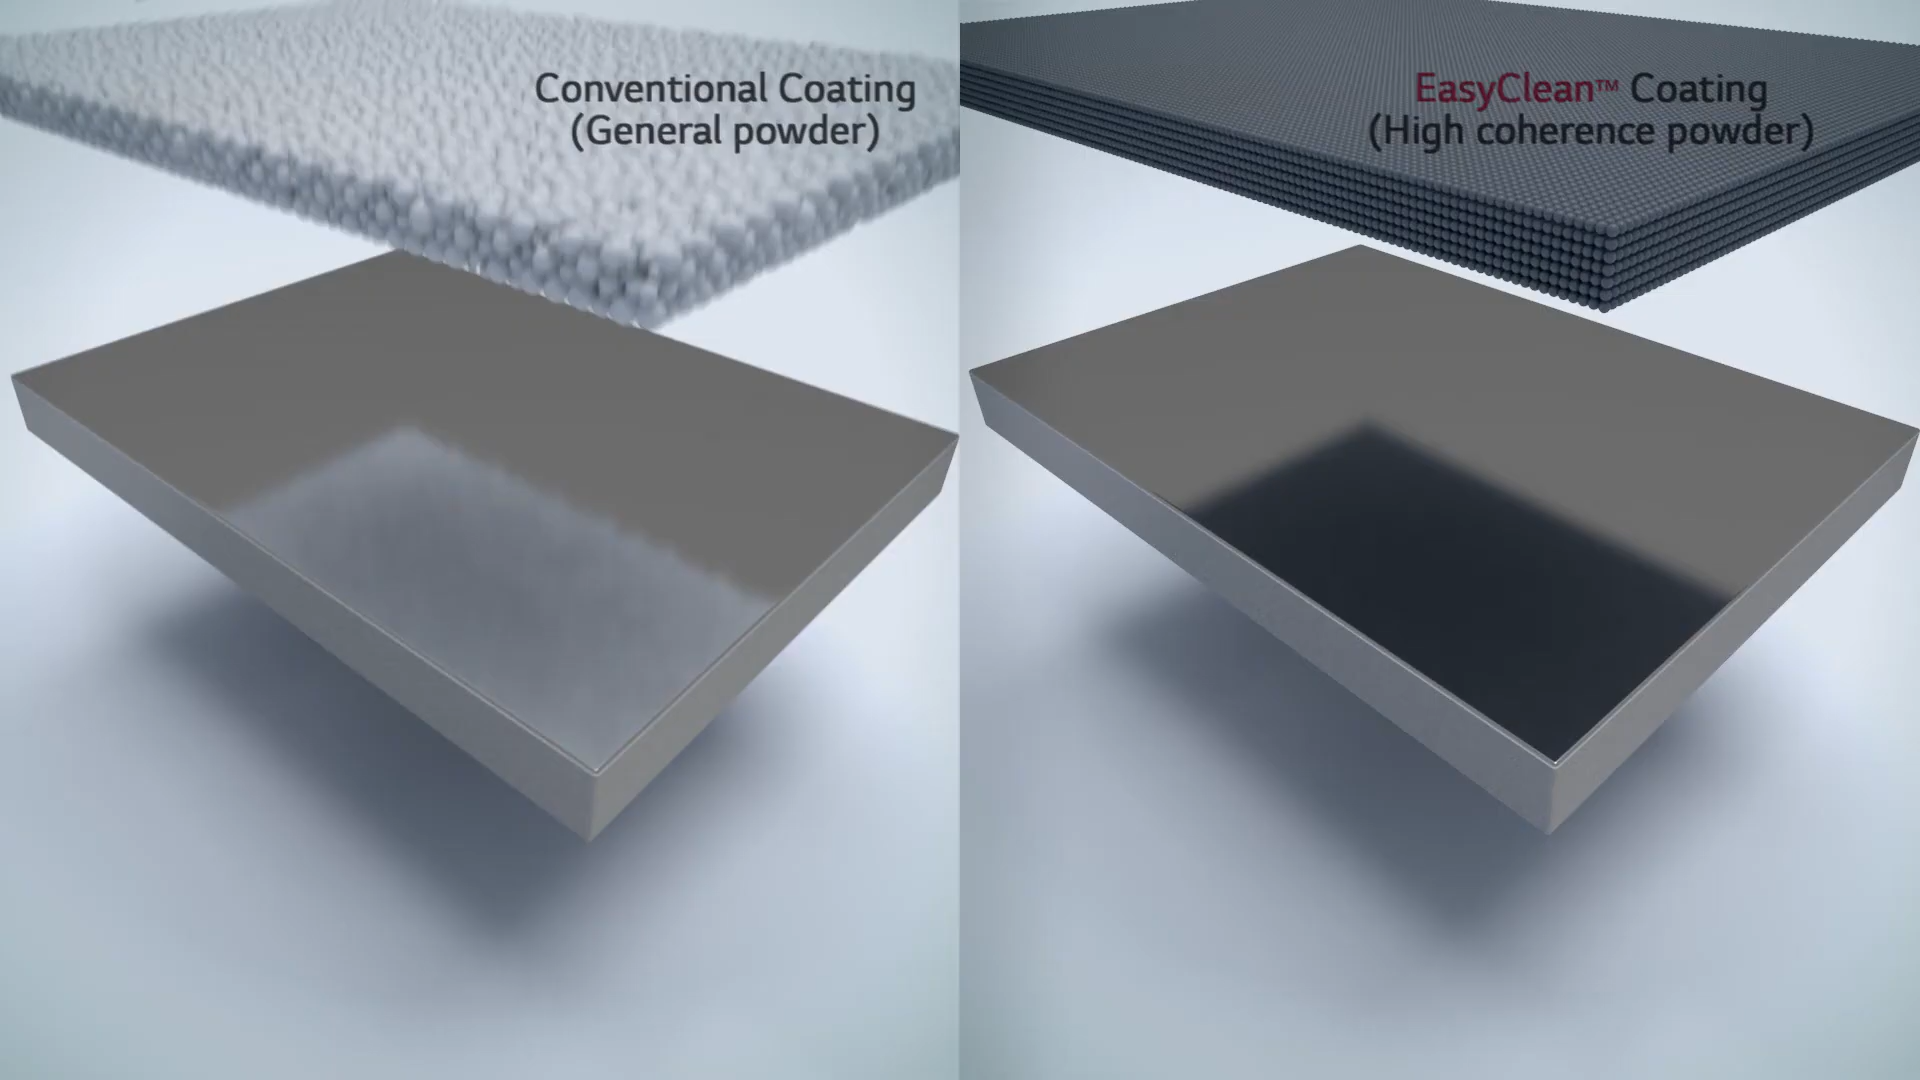 Conventional Coating
(General powder)
EasyClean™ Coating
(High coherence powder)